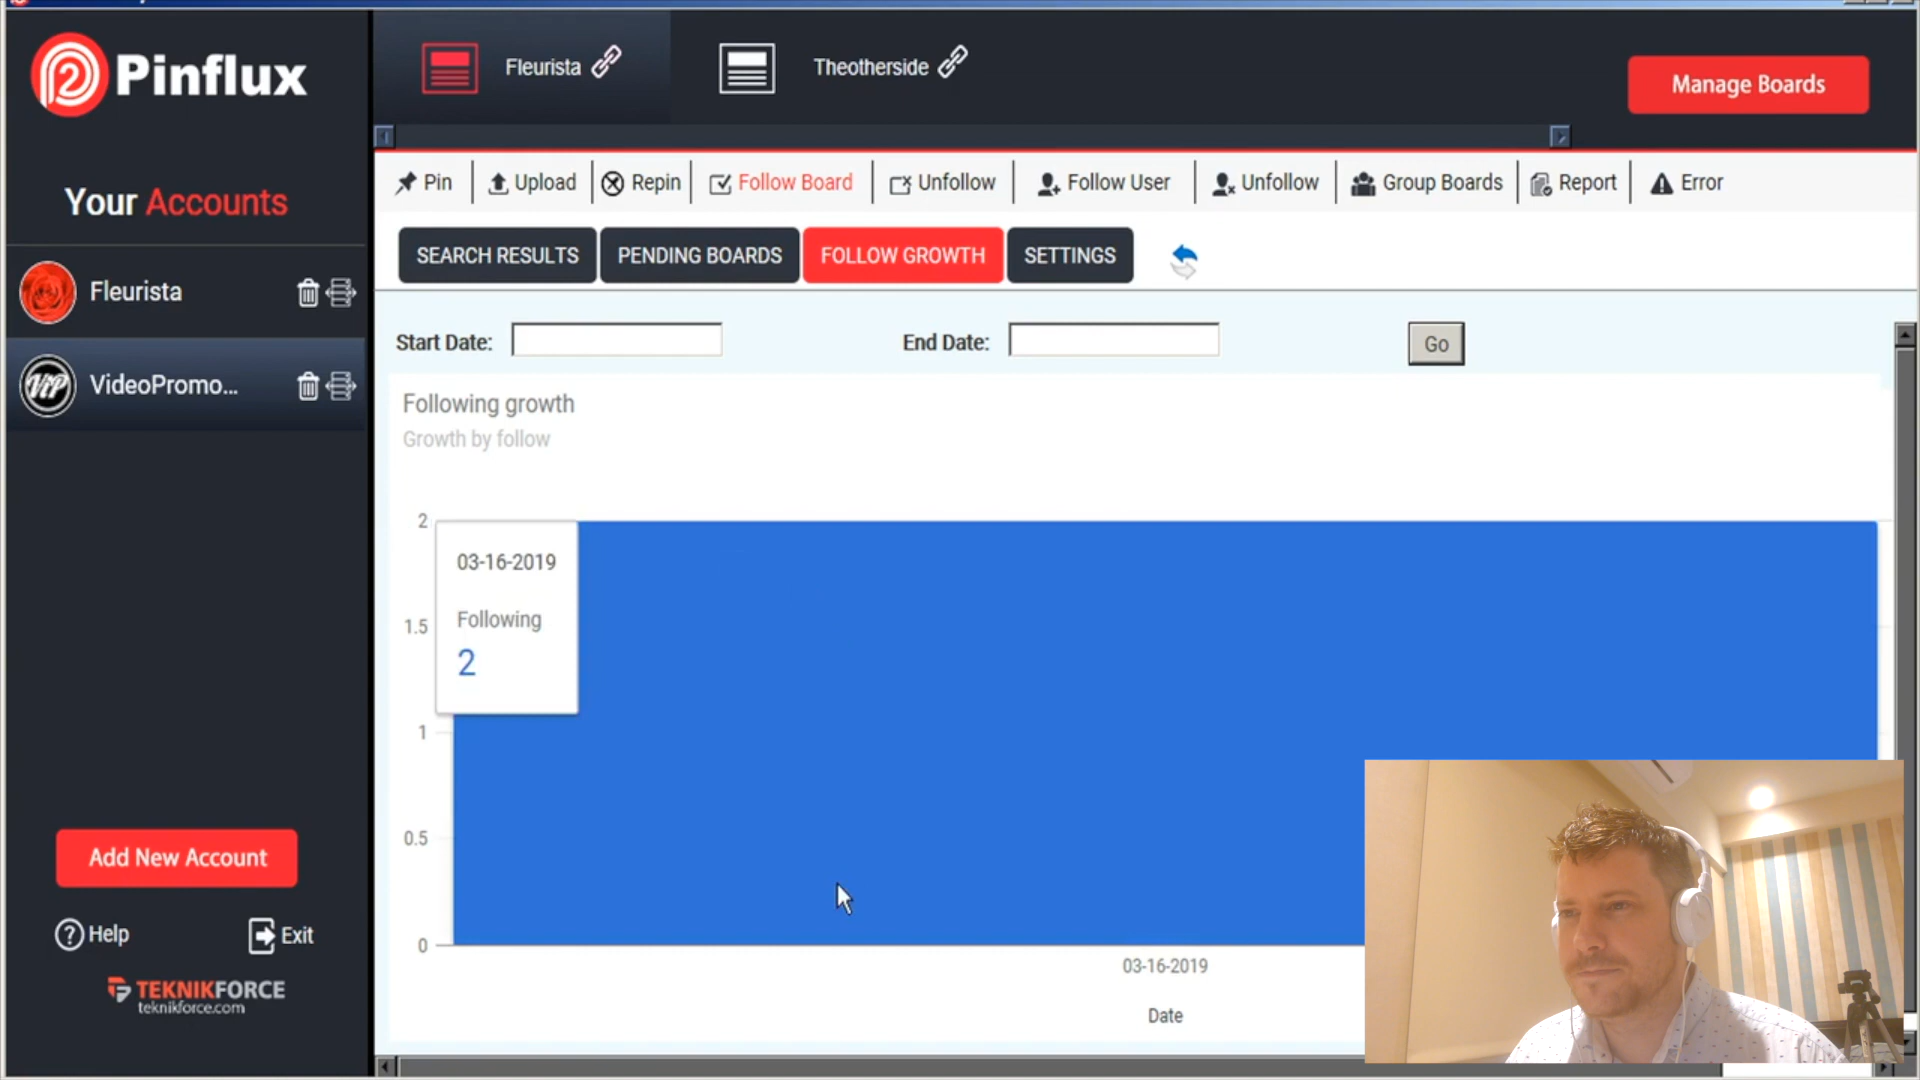 Pinflux
Fleurista
Theotherside
Manage Boards
Your Accounts
Pin
Upload
Repin
Follow Board
Unfollow
Follow User
Unfollow
Group Boards
Report
Error
SEARCH RESULTS
PENDING BOARDS
FOLLOW GROWTH
SETTINGS
Fleurista
ViP
VideoPromo...
Start Date:
End Date:
Go
Following growth
Growth by follow
2
1.5
1
0.5
0
03-16-2019
Following
2
03-16-2019
Date
Add New Account
? Help
Exit
TEKNIKFORCE
teknikforce.com